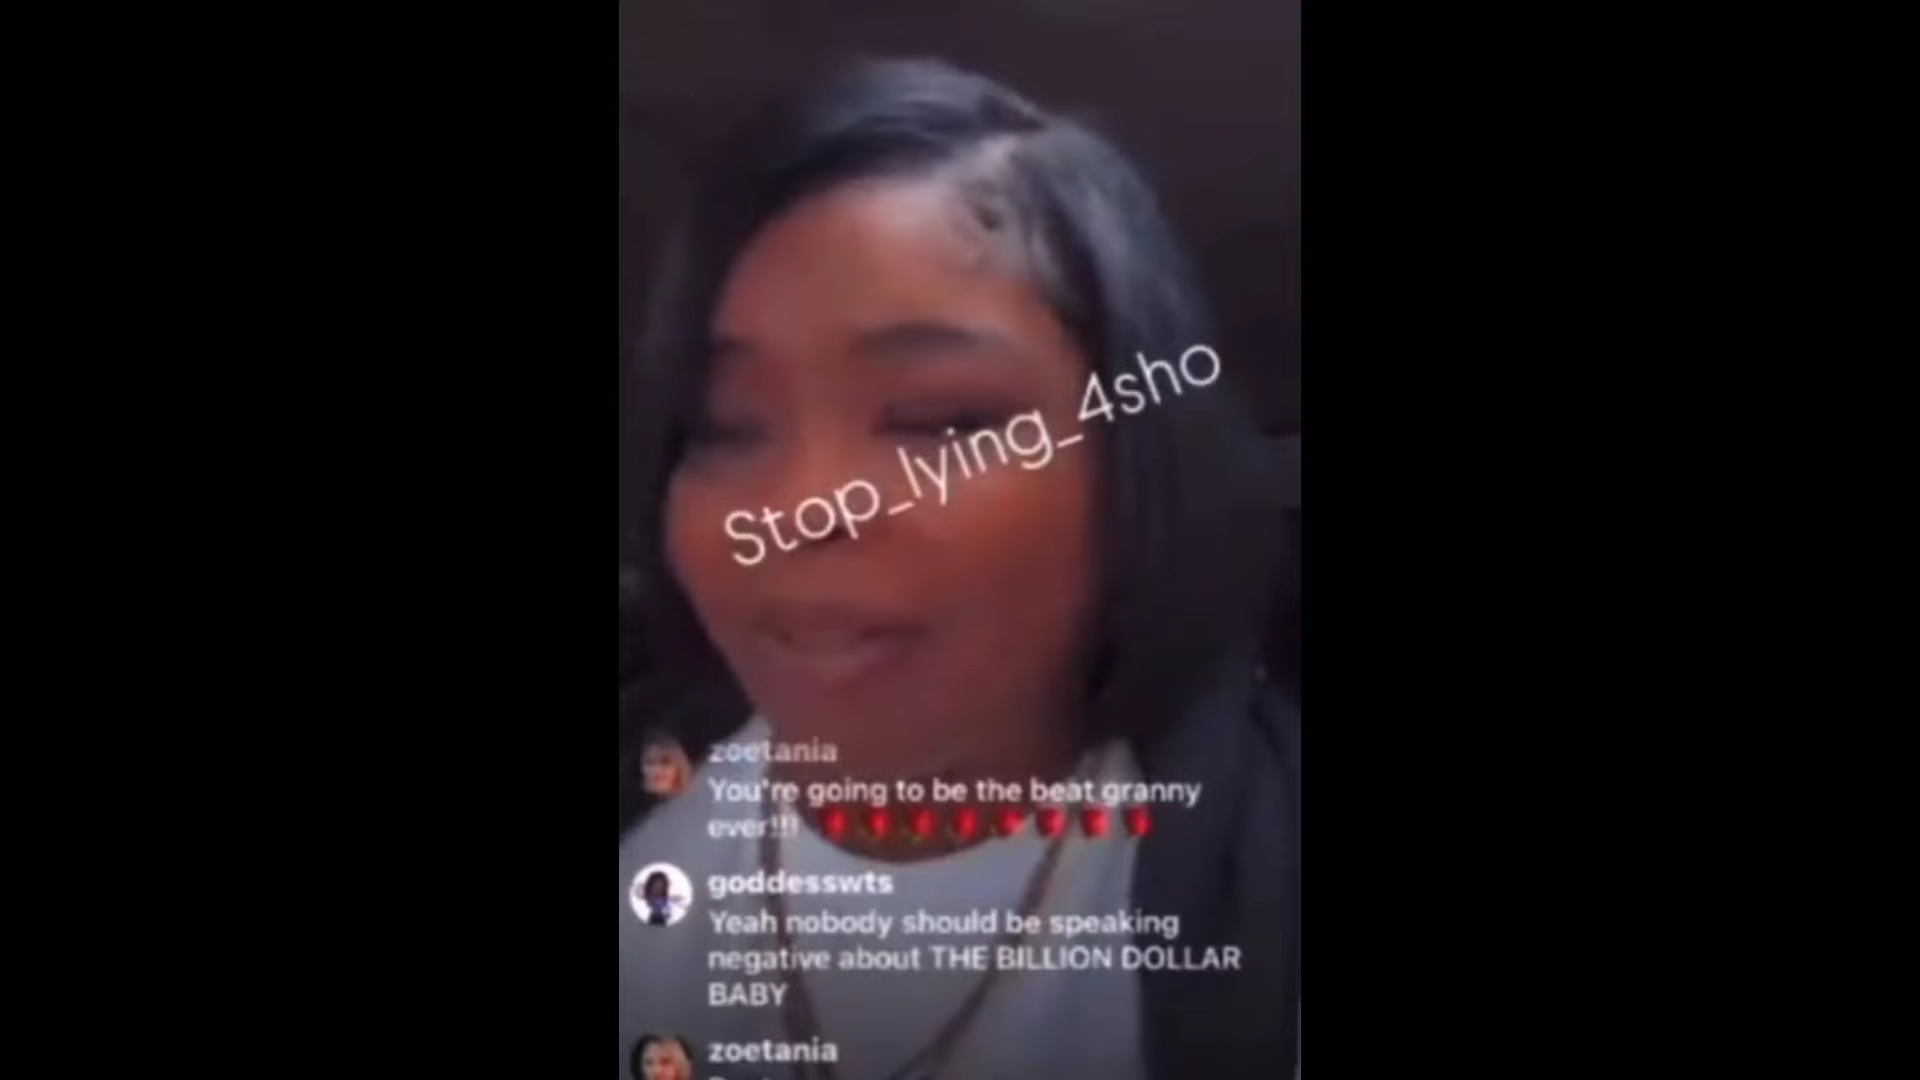 Stop_lying_4sho
zoetania
You're going to be the beat granny
ever!!!
goddesswts
Yeah nobody should be speaking
negative about THE BILLION DOLLAR
BABY
zoetania